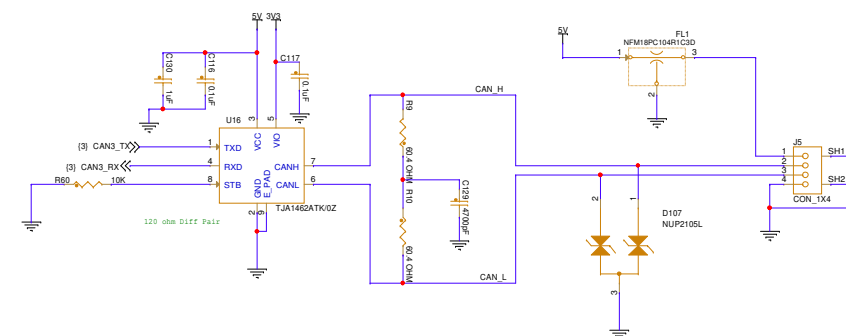 5V 3V3
5V
FL1
NFM18PC104R1C3D
1 3
2
C130
1uF
C116
0.1uF
C117
0.1uF
CAN_H
U16
3 5
VCC
VIO
{3} CAN3_TX 1 TXD
{3} CAN3_RX 4 RXD
CANH 7
R60 10K 8 STB
CANL 6
GND
E_PAD
2 9
TJA1462ATK/0Z
120 ohm Diff Pair
R9
60.4 OHM
R10
60.4 OHM
C129
4700pF
CAN_L
J5
1
2
3
4
SH1
SH2
CON_1X4
2 1
D107
NUP2105L
3